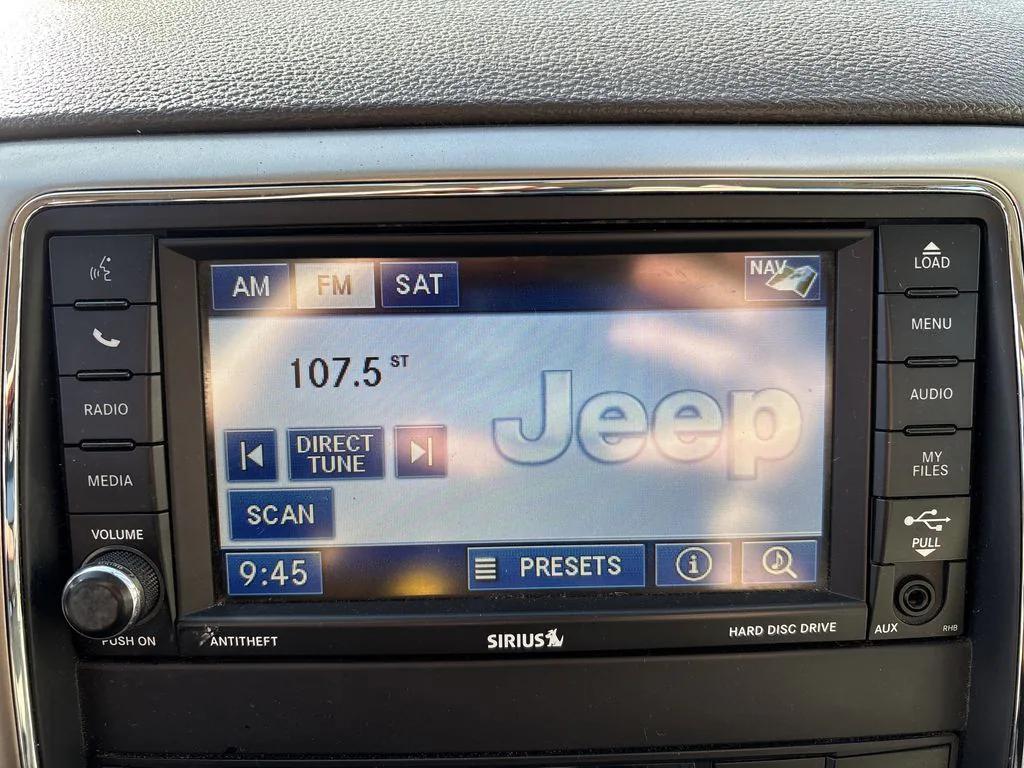 LOAD
AM FM SAT NAV
MENU
107.5 ST
Jeep
RADIO
AUDIO
DIRECT
TUNE
MEDIA
MY
FILES
SCAN
VOLUME
PULL
9:45 PRESETS i
PUSH ON ANTITHEFT SIRIUS HARD DISC DRIVE AUX RHB